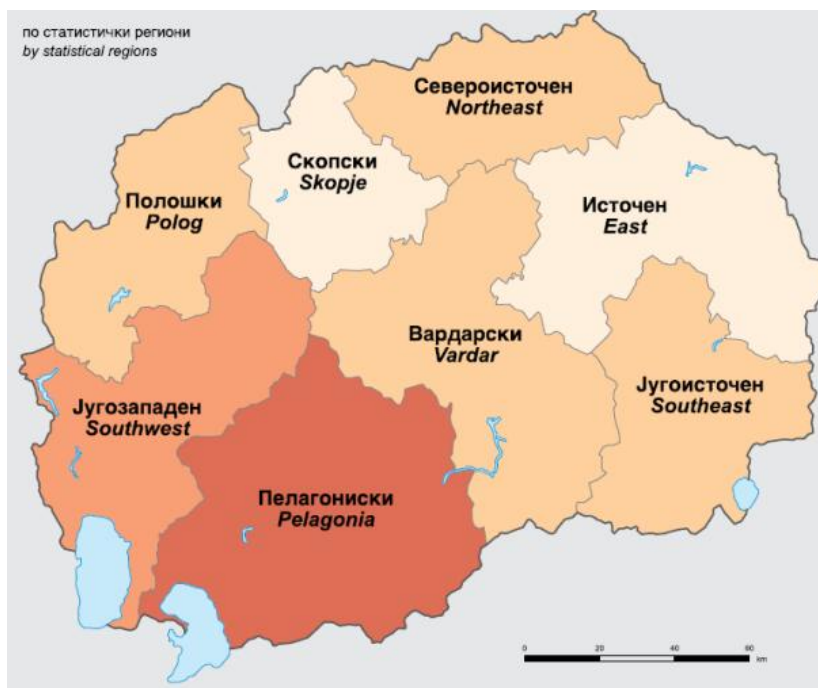 по статистички региони
by statistical regions
Североисточен
Northeast
Скопски
Skopje
Полошки
Polog
Источен
East
Вардарски
Vardar
Југоисточен
Southeast
Југозападен
Southwest
Пелагониски
Pelagonia
0 20 40 60
km